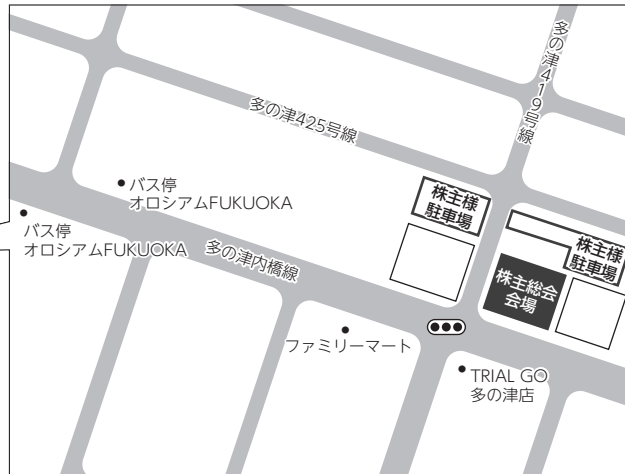 多の津419号線
多の津425号線
バス停
オロシアムFUKUOKA
株主様
駐車場
バス停
オロシアムFUKUOKA
多の津内橋線
株主様
駐車場
株主総会
会場
ファミリーマート
TRIAL GO
多の津店